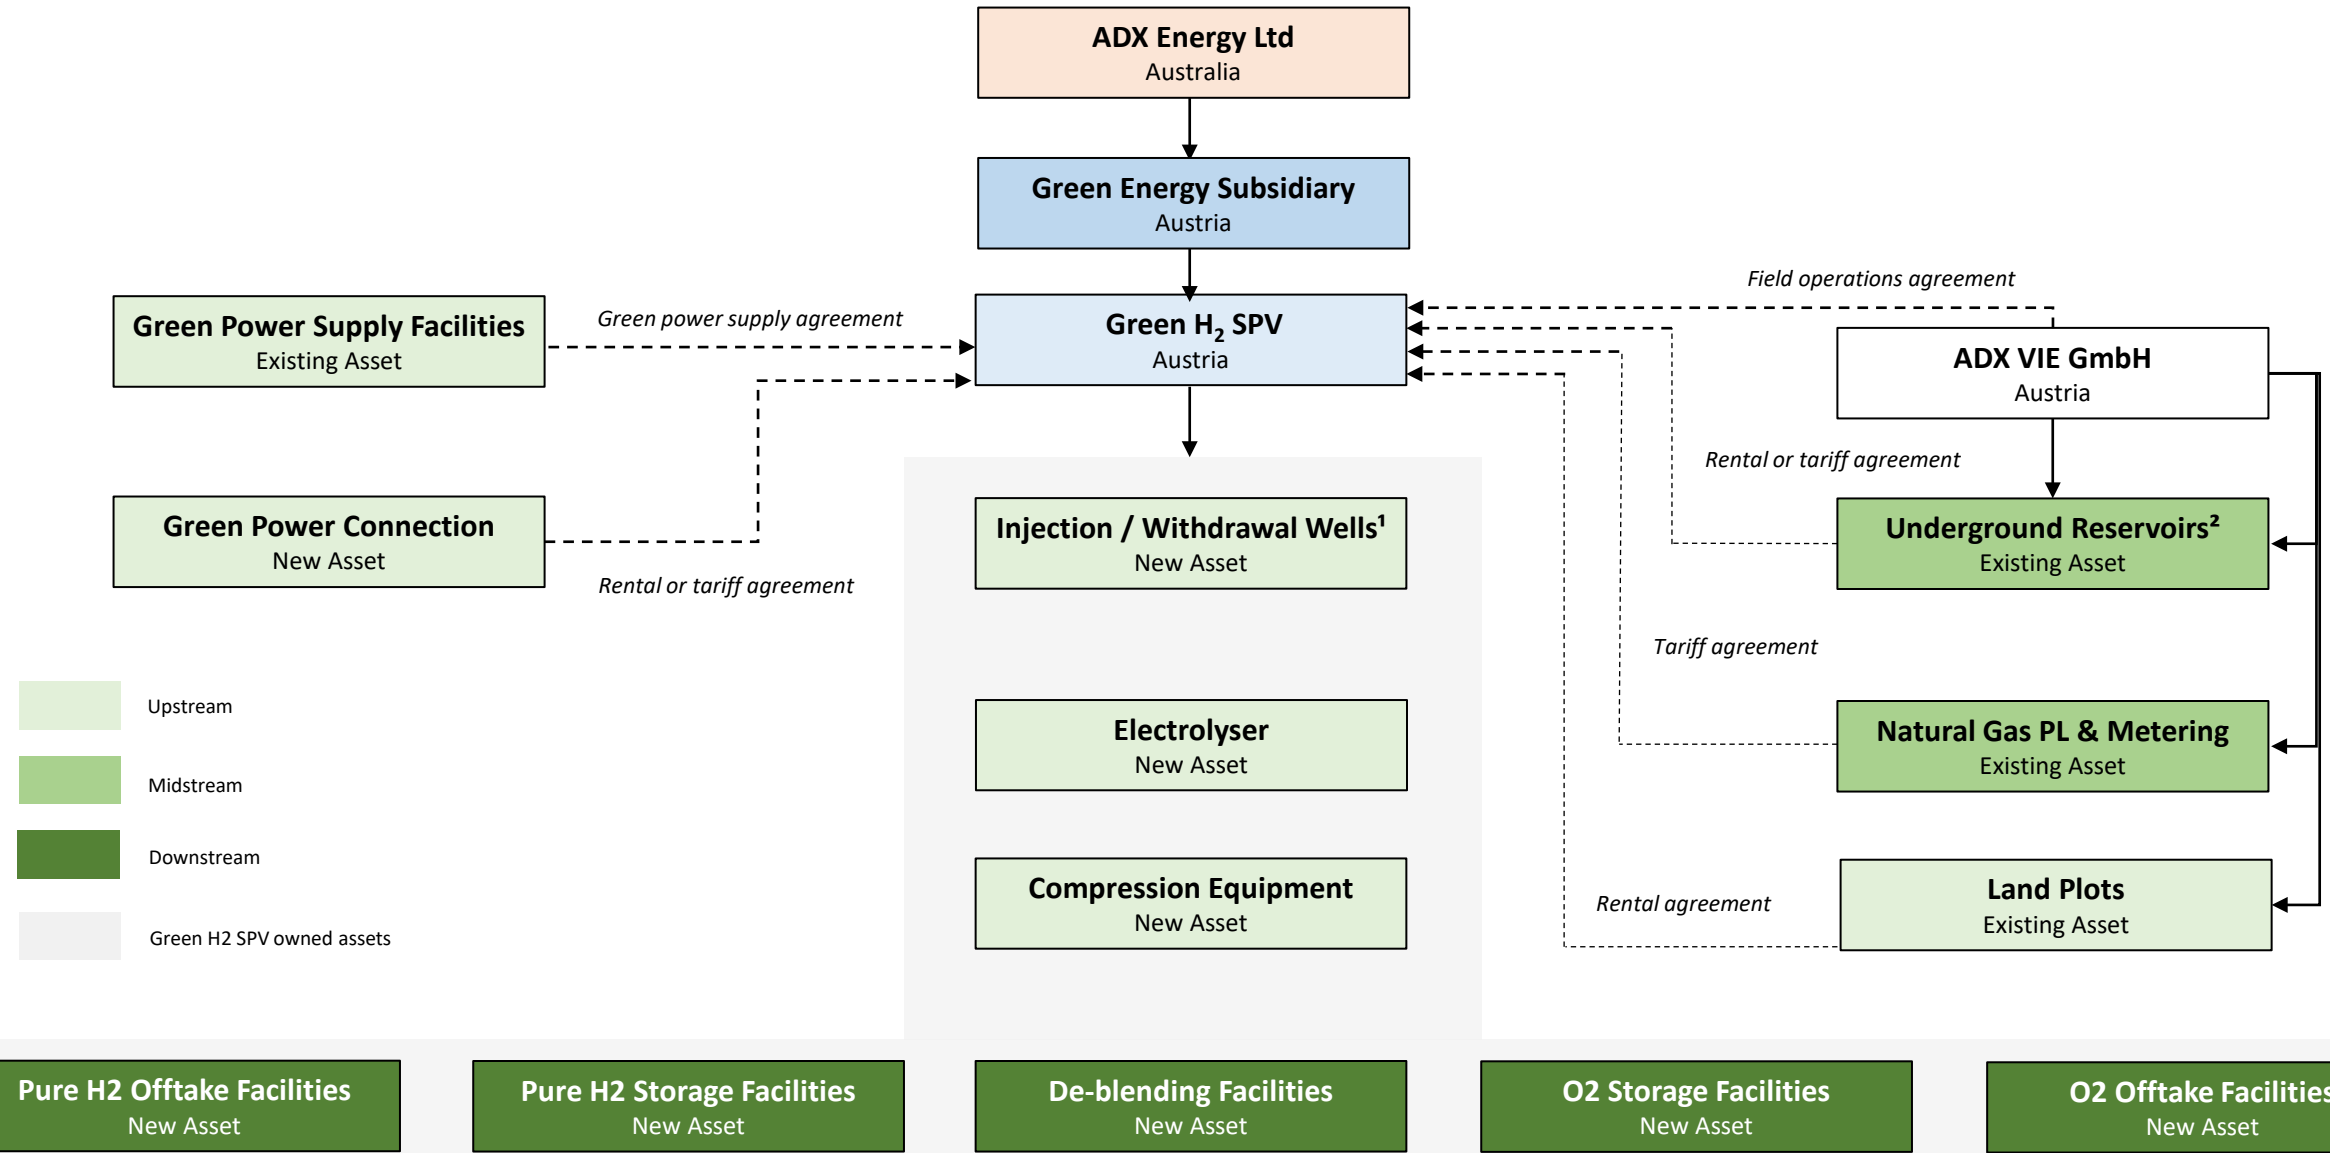 ADX Energy Ltd
Australia
Green Energy Subsidiary
Austria
Field operations agreement
Green Power Supply Facilities
Existing Asset
Green power supply agreement
Green H₂ SPV
Austria
ADX VIE GmbH
Austria
Rental or tariff agreement
Green Power Connection
New Asset
Rental or tariff agreement
Injection / Withdrawal Wells¹
New Asset
Underground Reservoirs²
Existing Asset
Tariff agreement
Upstream
Midstream
Downstream
Green H2 SPV owned assets
Electrolyser
New Asset
Natural Gas PL & Metering
Existing Asset
Compression Equipment
New Asset
Rental agreement
Land Plots
Existing Asset
Pure H2 Offtake Facilities
New Asset
Pure H2 Storage Facilities
New Asset
De-blending Facilities
New Asset
O2 Storage Facilities
New Asset
O2 Offtake Facilities
New Asset